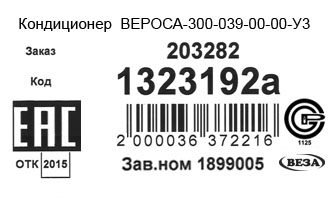 Кондиционер ВЕРОСА-300-039-00-00-У3
Заказ 203282
Код 1323192а
ЕАС
ОТК 2015
2 000036 372216
Зав.ном 1899005
1125
ВЕЗА